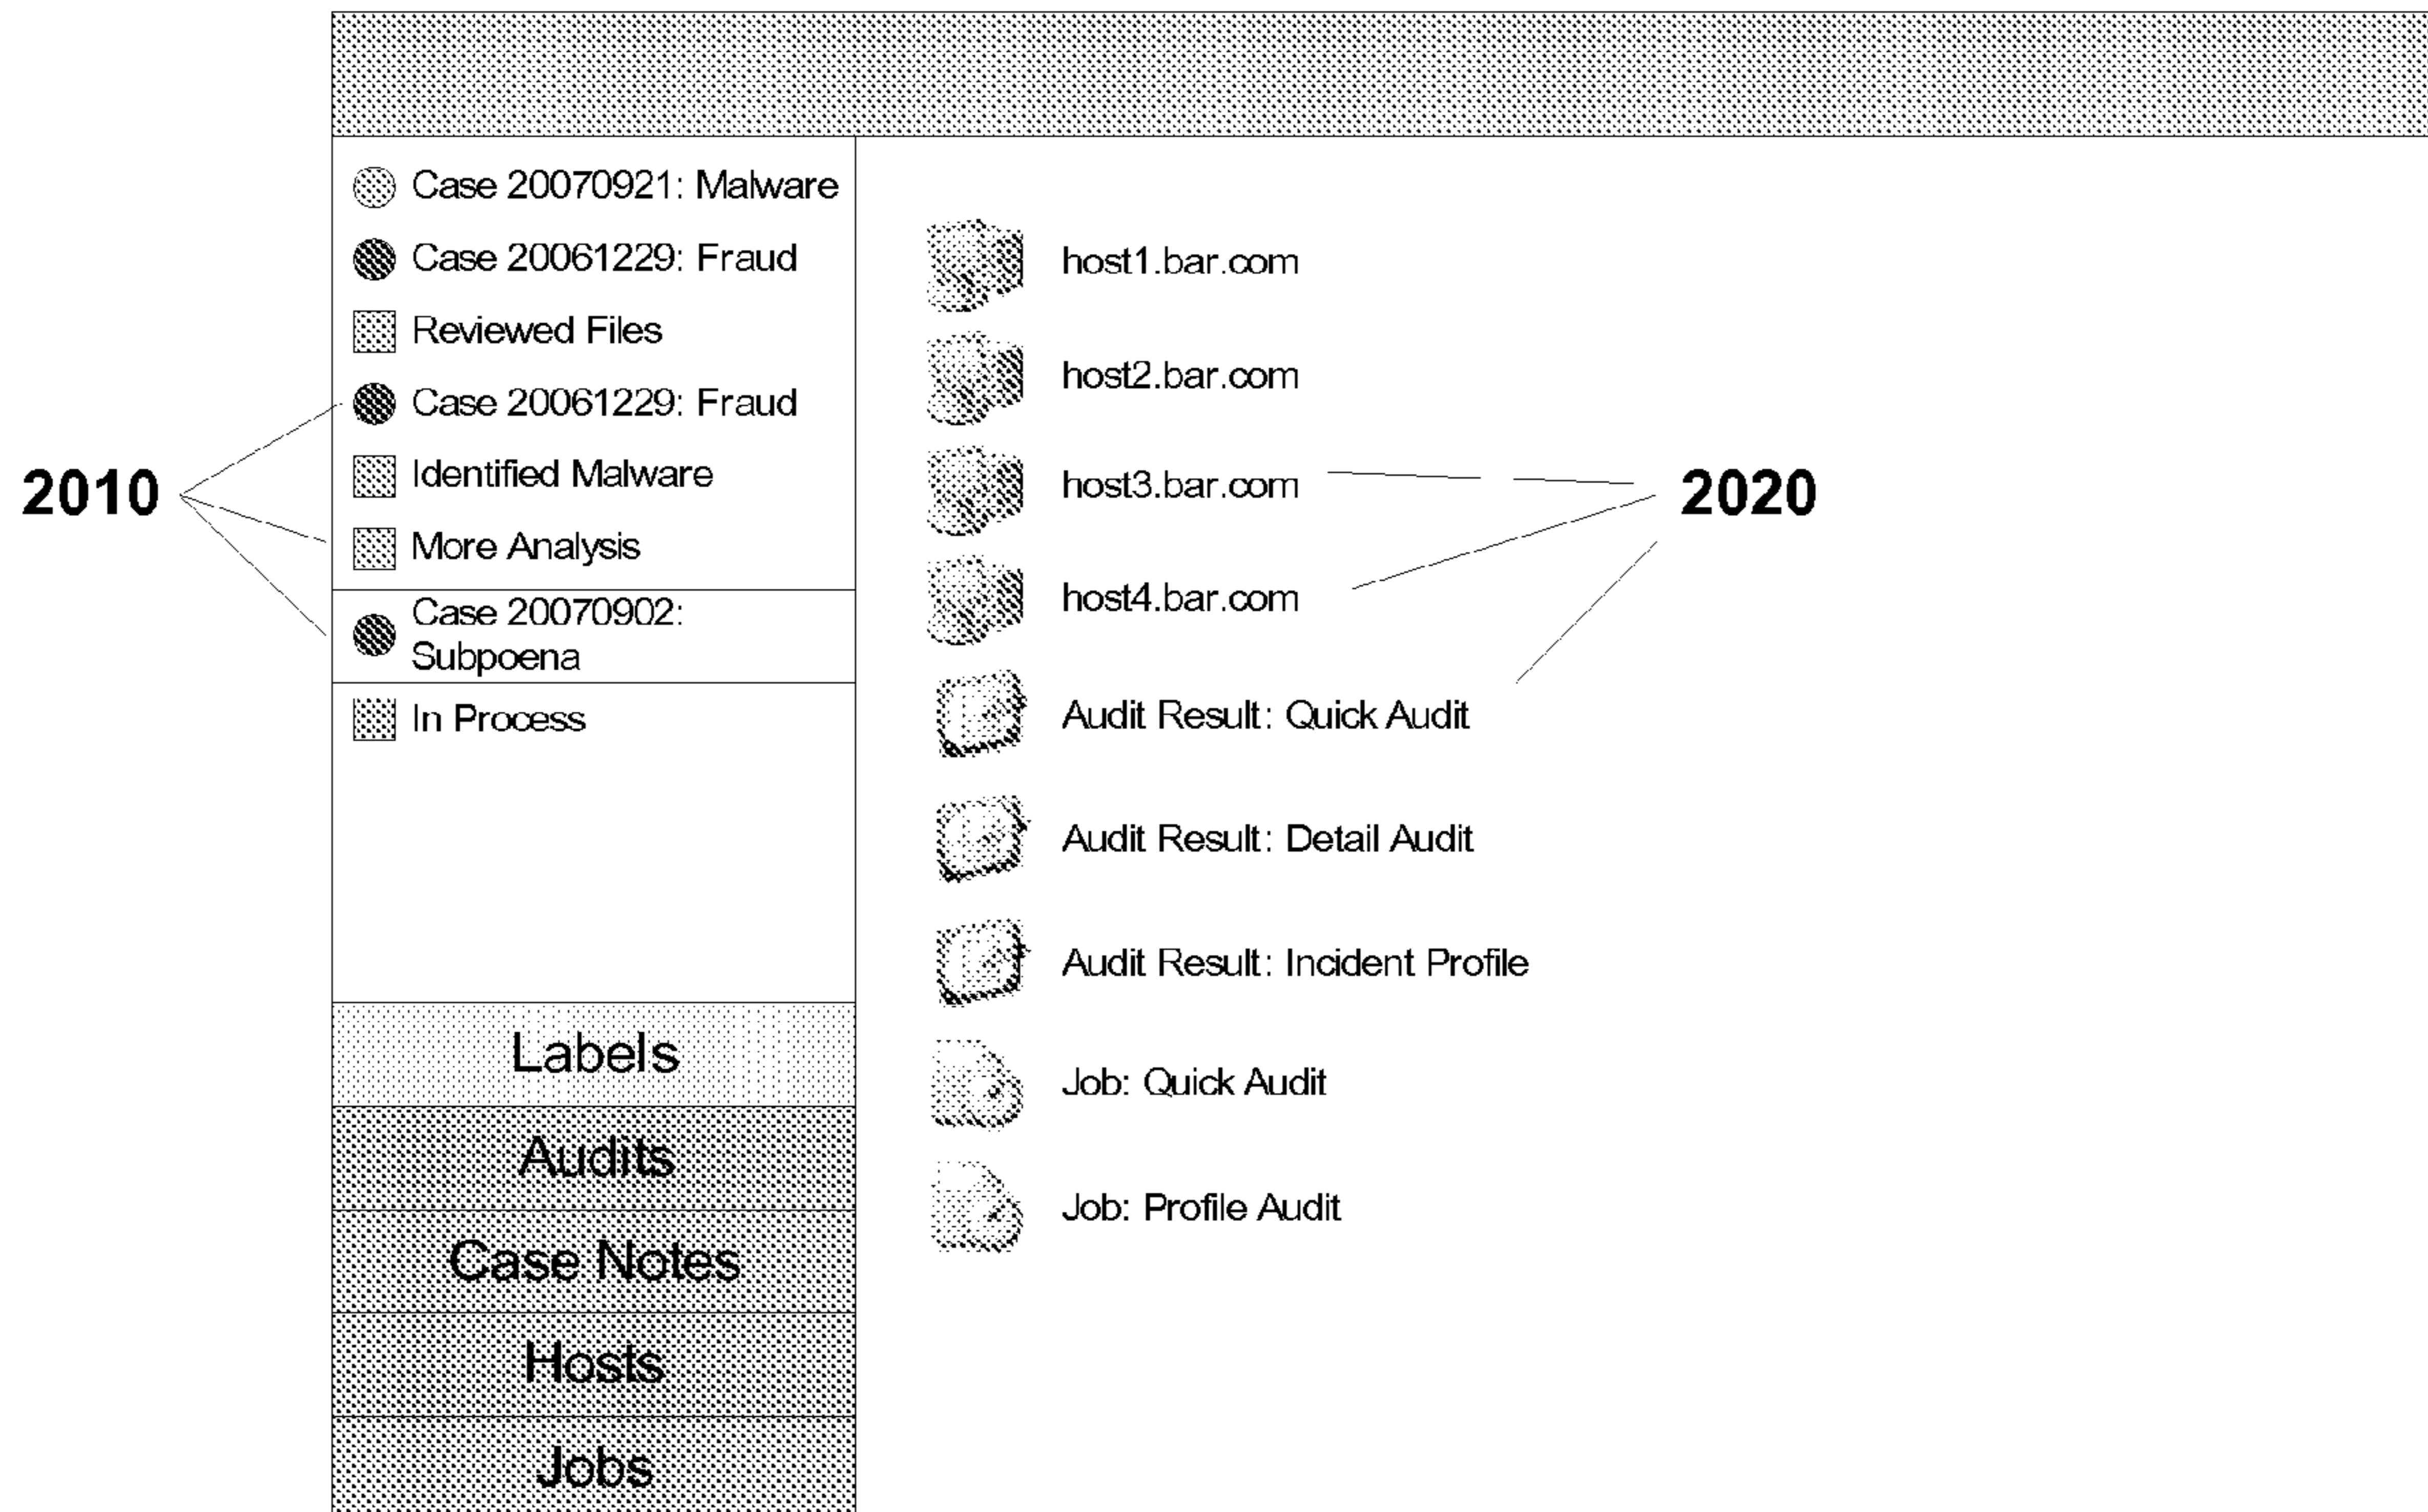 Case 20070921: Malware
Case 20061229: Fraud
Reviewed Files
Case 20061229: Fraud
Identified Malware
More Analysis
Case 20070902:
Subpoena
In Process
2010
Labels
Audits
Case Notes
Hosts
Jobs
host1.bar.com
host2.bar.com
host3.bar.com
host4.bar.com
Audit Result: Quick Audit
Audit Result: Detail Audit
Audit Result: Incident Profile
Job: Quick Audit
Job: Profile Audit
2020